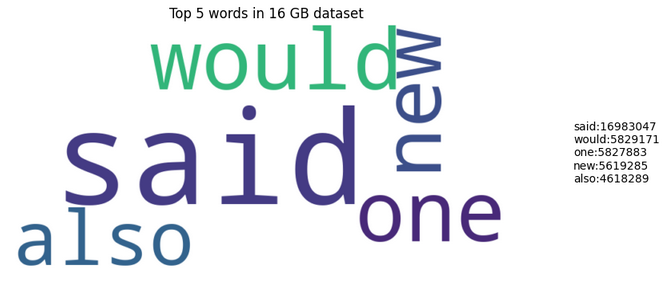 Top 5 words in 16 GB dataset
would
new
said
one
also
said:16983047
would:5829171
one:5827883
new:5619285
also:4618289